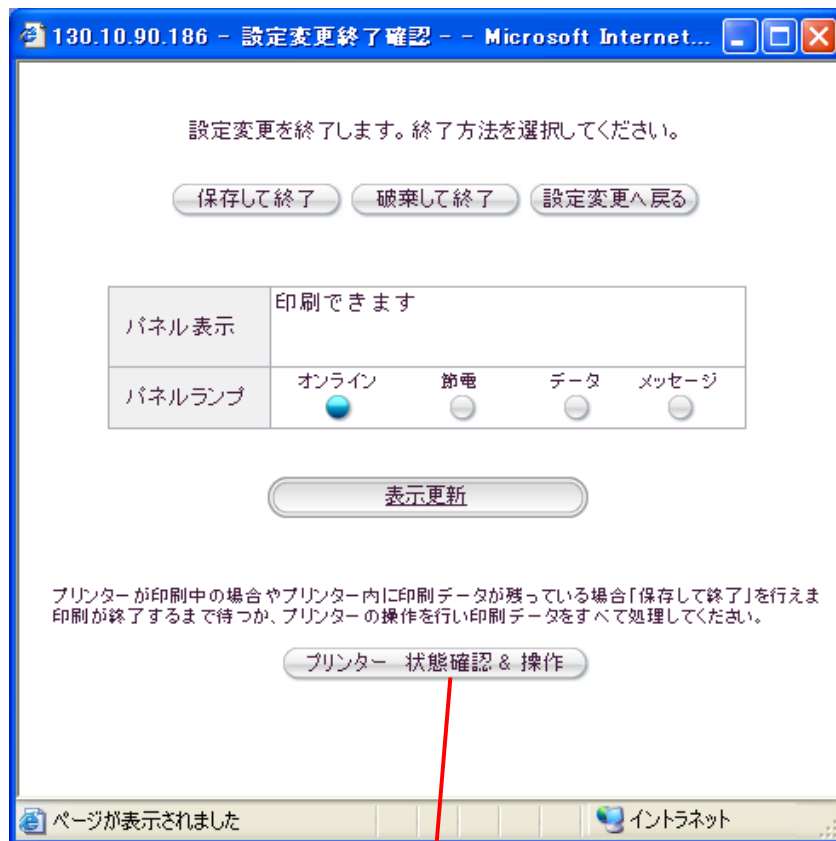 130.10.90.186 - 設定変更終了確認 - - Microsoft Internet...
設定変更を終了します。終了方法を選択してください。
保存して終了 破棄して終了 設定変更へ戻る
パネル表示 印刷できます
パネルランプ オンライン 節電 データ メッセージ
表示更新
プリンターが印刷中の場合やプリンター内に印刷データが残っている場合「保存して終了」を行えま
印刷が終了するまで待つか、プリンターの操作を行い印刷データをすべて処理してください。
プリンター 状態確認 & 操作
ページが表示されました イントラネット